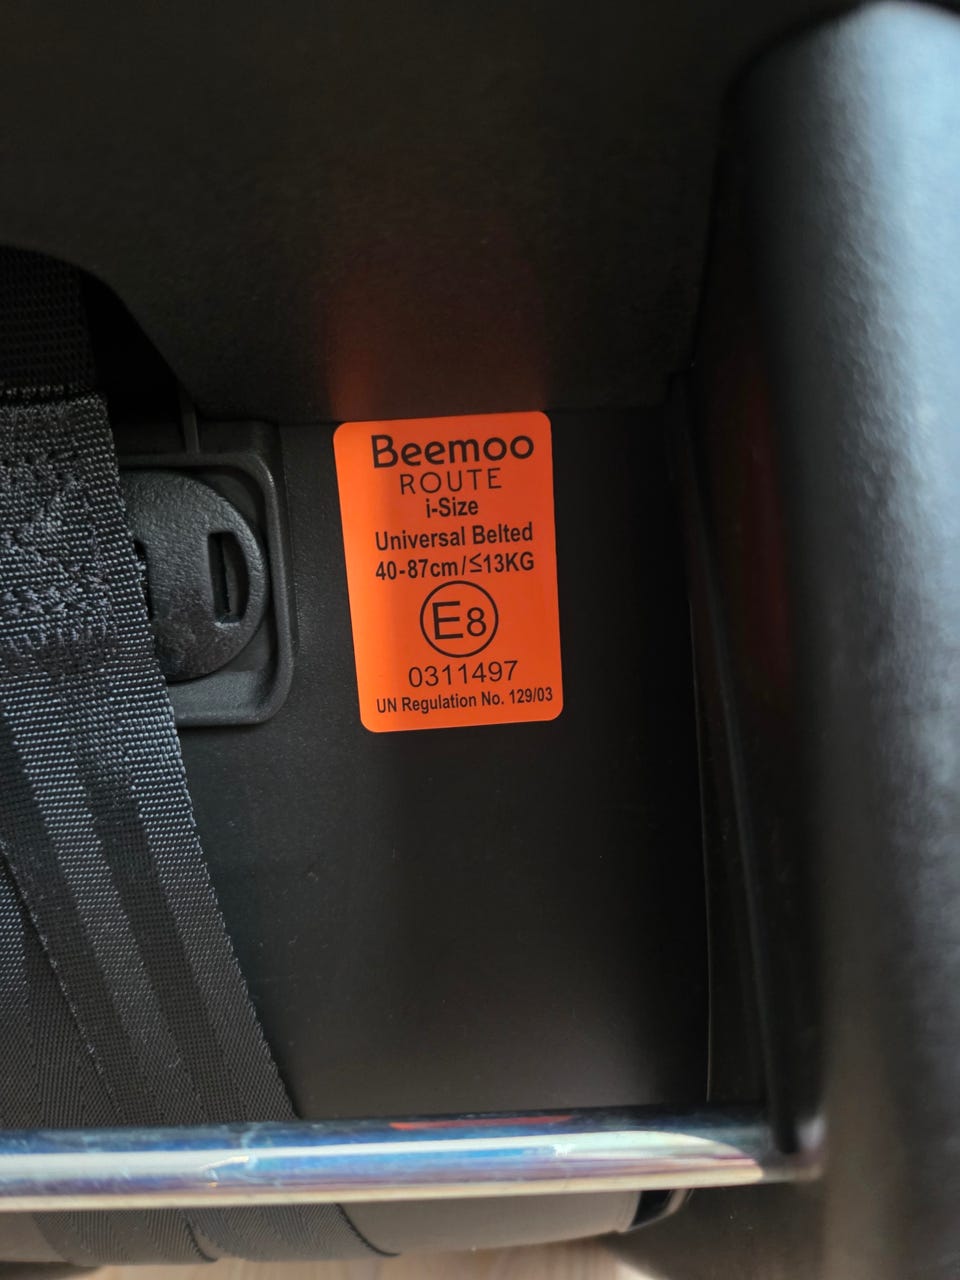 Beemoo
ROUTE
i-Size
Universal Belted
40-87cm/≤13KG
E8
0311497
UN Regulation No. 129/03